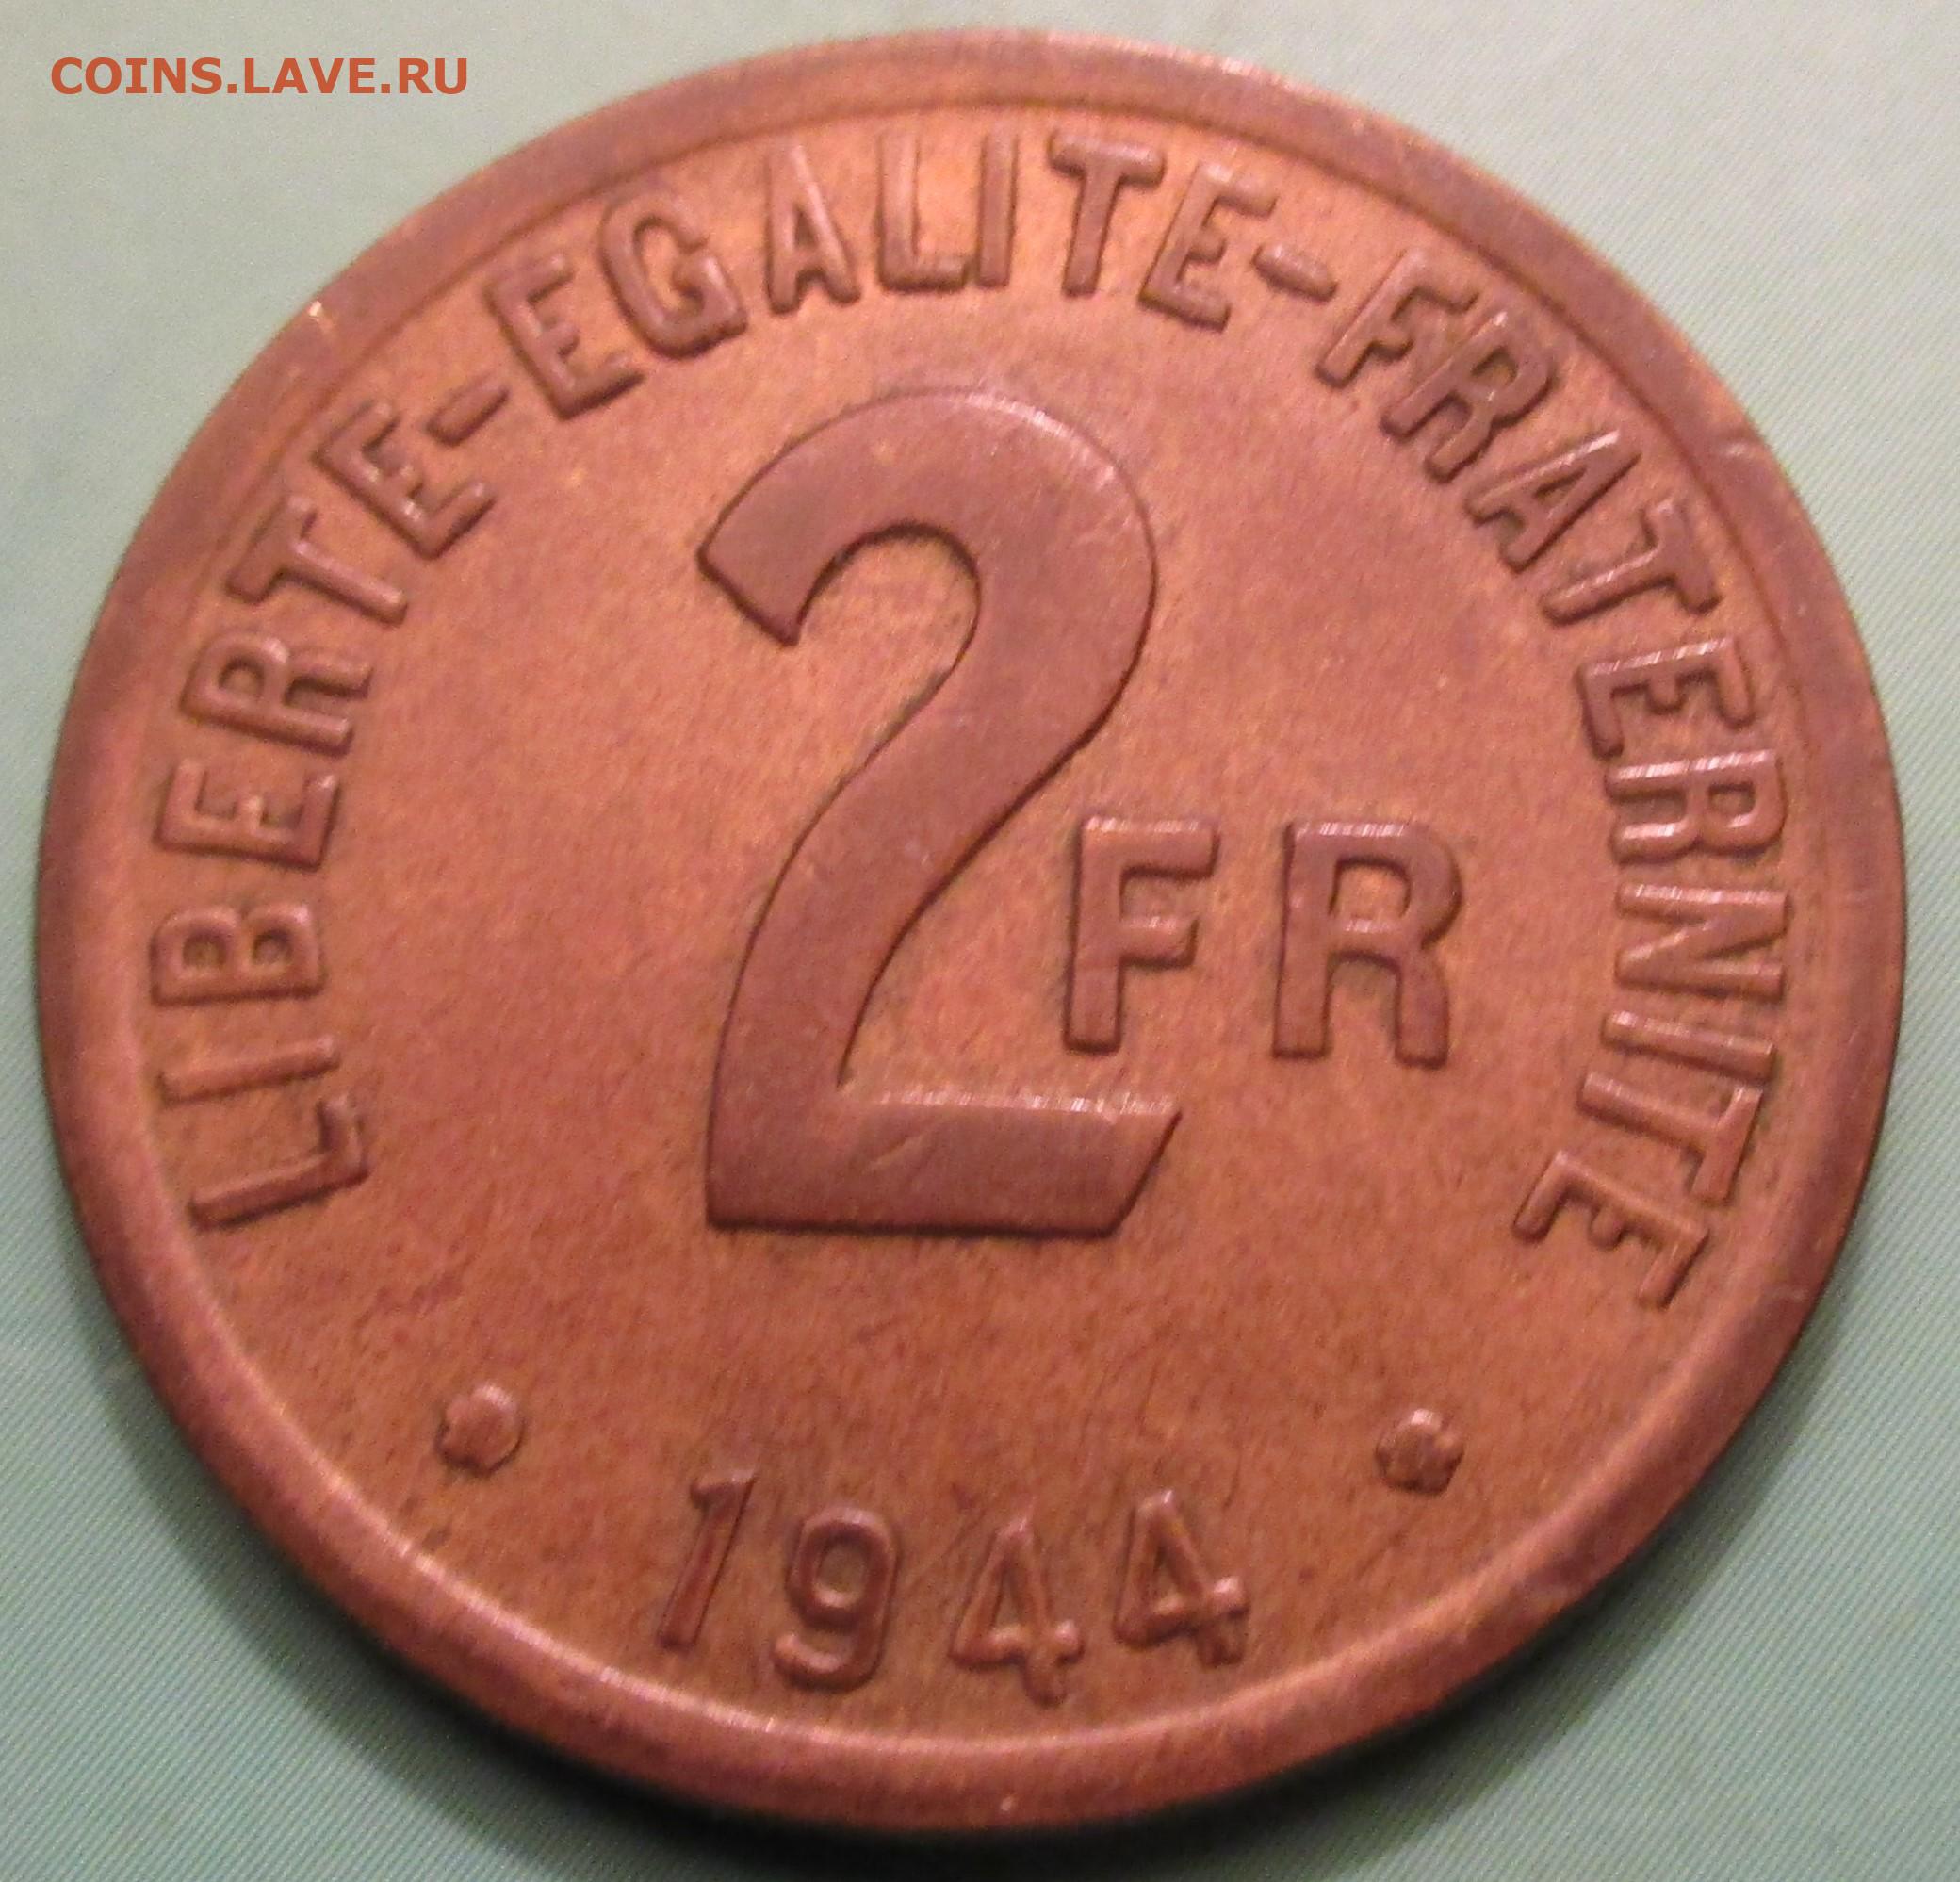 COINS.LAVE.RU
LIBERTE-EGALITE-FRATERNITE
2 FR
1944